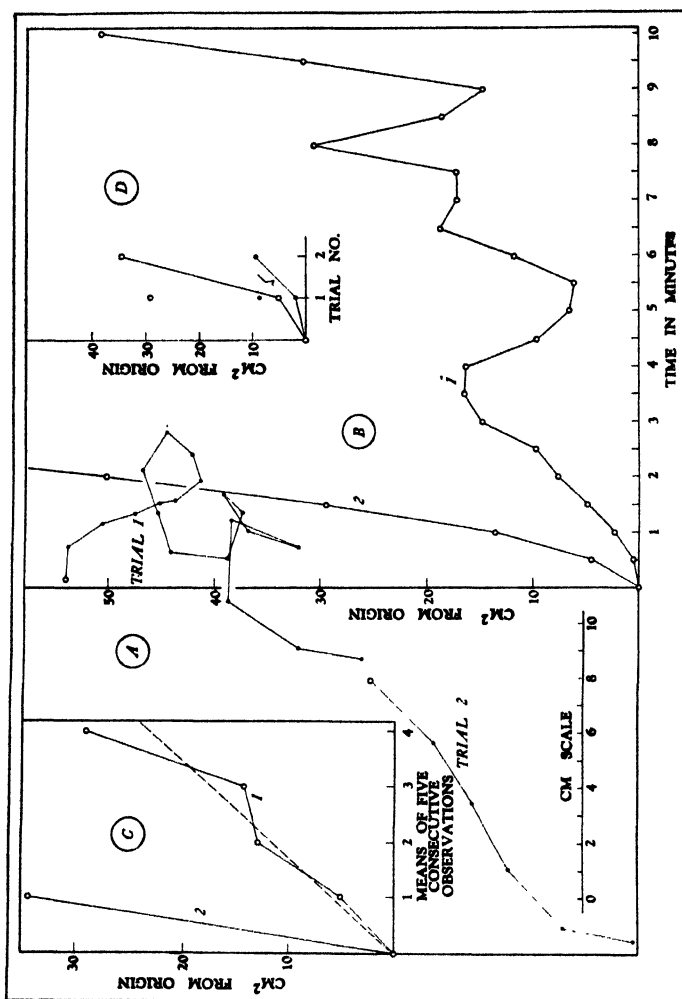 C
CM² FROM ORIGIN
30
20
10
2
1
1 2 3 4
MEANS OF FIVE
CONSECUTIVE
OBSERVATIONS
A
TRIAL 1
TRIAL 2
0 2 4 6 8 10
CM SCALE
D
CM² FROM ORIGIN
40
30
20
10
1 2
TRIAL NO.
B
CM² FROM ORIGIN
50
40
30
20
10
2
1
1 2 3 4 5 6 7 8 9 10
TIME IN MINUTES